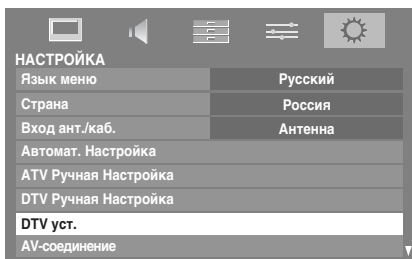 НАСТРОЙКА
Язык меню Русский
Страна Россия
Вход ант./каб. Антенна
Автомат. Настройка
ATV Ручная Настройка
DTV Ручная Настройка
DTV уст.
AV-соединение